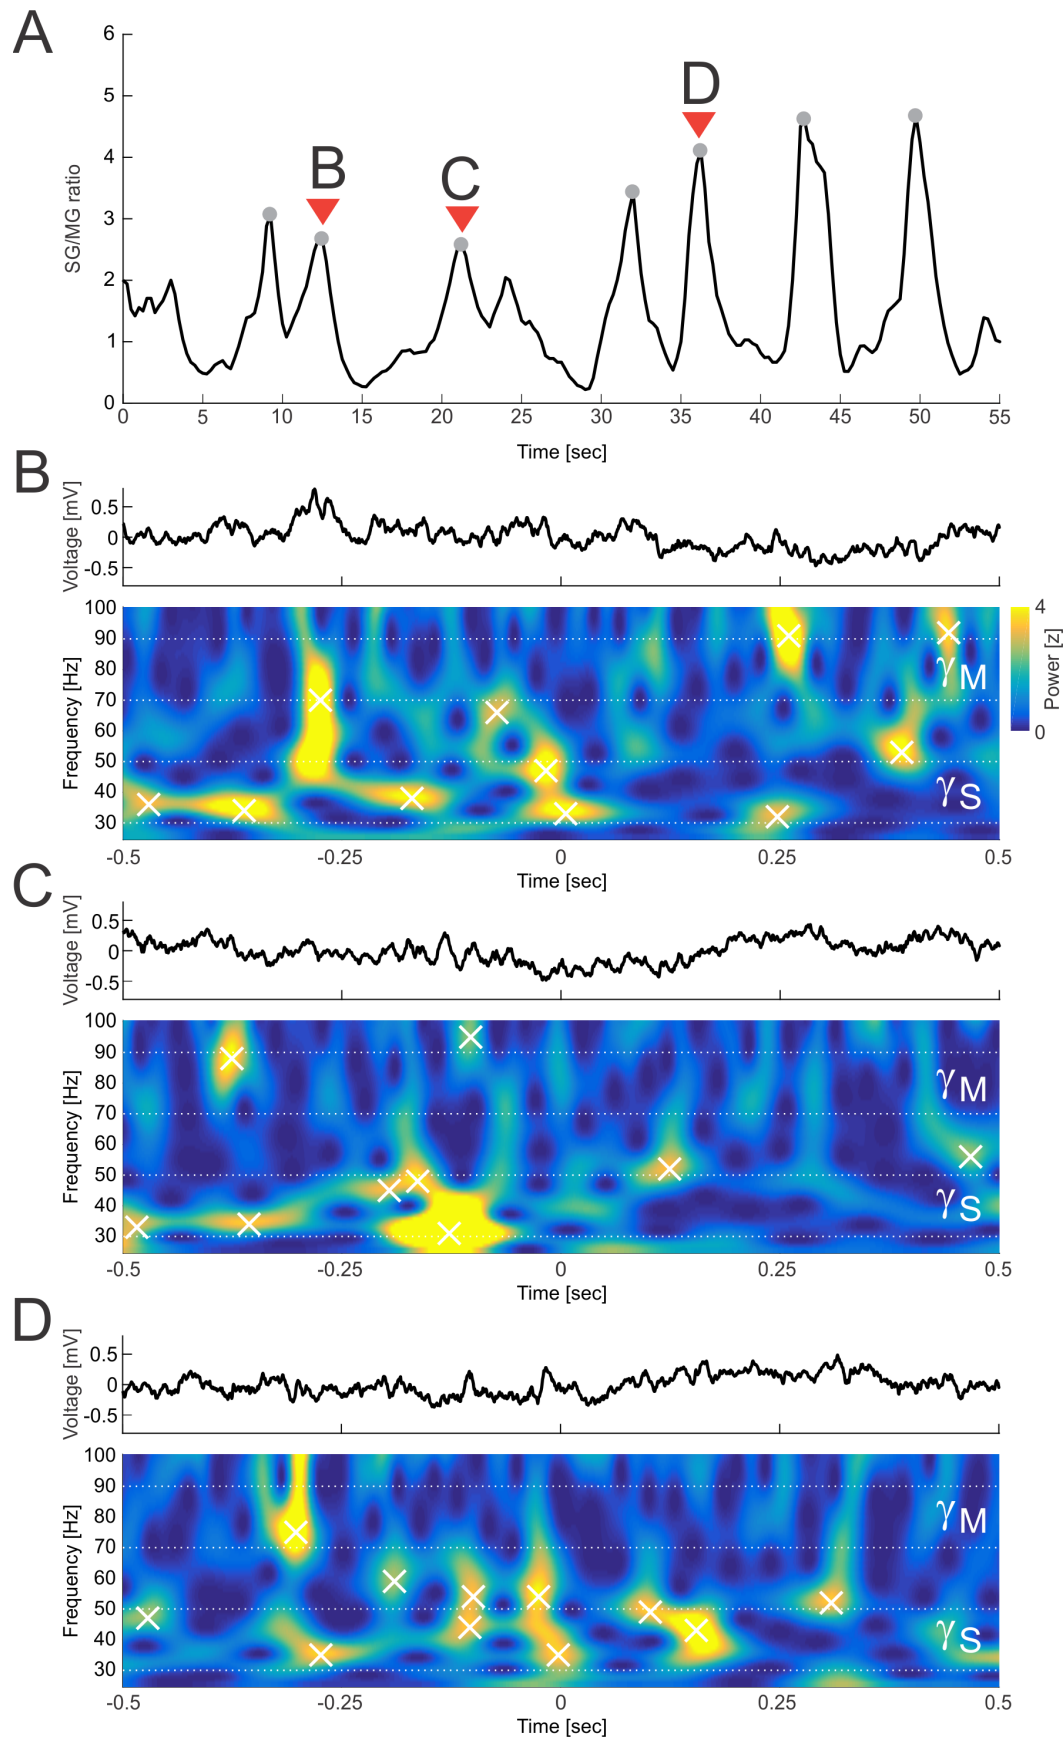 A
6
5
4
3
2
1
0
SG/MG ratio
B
C
D
0 5 10 15 20 25 30 35 40 45 50 55
Time [sec]
B
Voltage [mV]
0.5
0
-0.5
Frequency [Hz]
100
90
80
70
60
50
40
30
γM
γS
4
0
Power [z]
-0.5 -0.25 0 0.25 0.5
Time [sec]
C
Voltage [mV]
0.5
0
-0.5
Frequency [Hz]
100
90
80
70
60
50
40
30
γM
γS
-0.5 -0.25 0 0.25 0.5
Time [sec]
D
Voltage [mV]
0.5
0
-0.5
Frequency [Hz]
100
90
80
70
60
50
40
30
γM
γS
-0.5 -0.25 0 0.25 0.5
Time [sec]